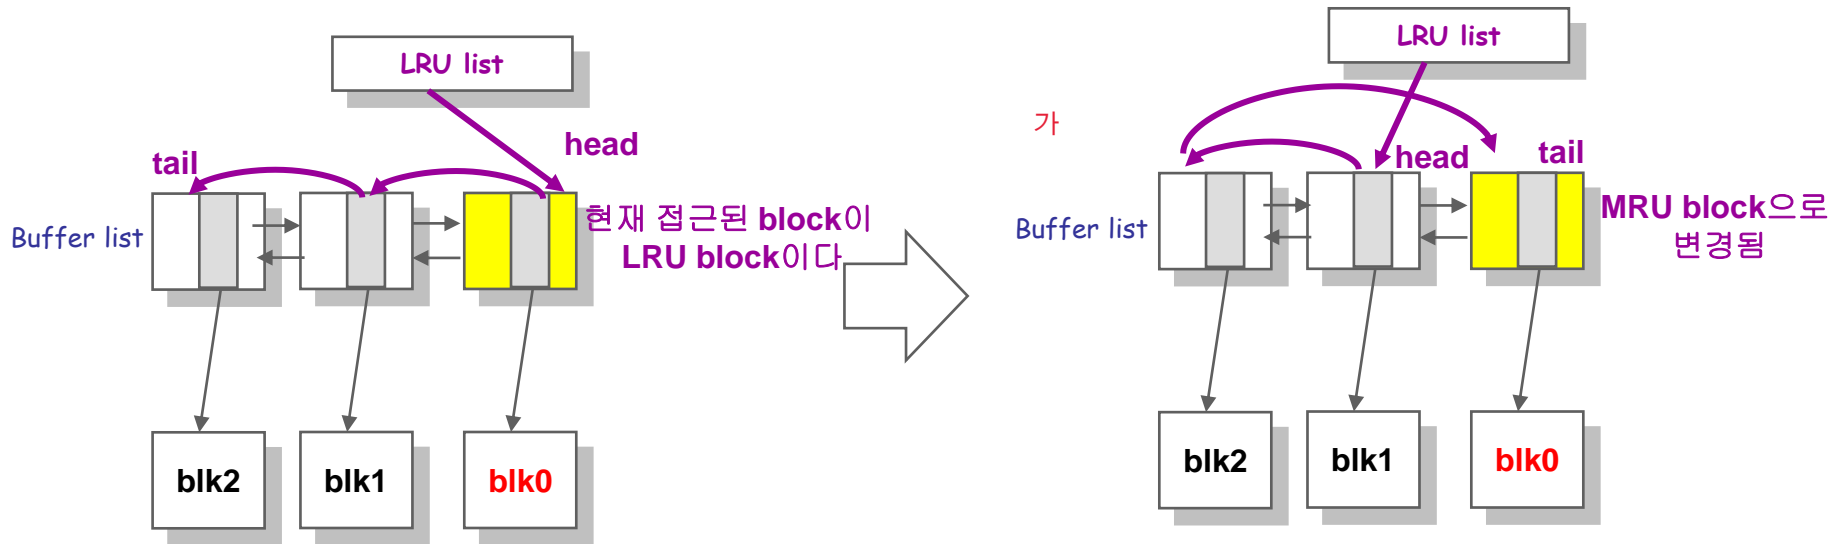 LRU list
head
tail
Buffer list
현재 접근된 block이
LRU block이다
blk2
blk1
blk0
LRU list
가
head
tail
Buffer list
MRU block으로
변경됨
blk2
blk1
blk0